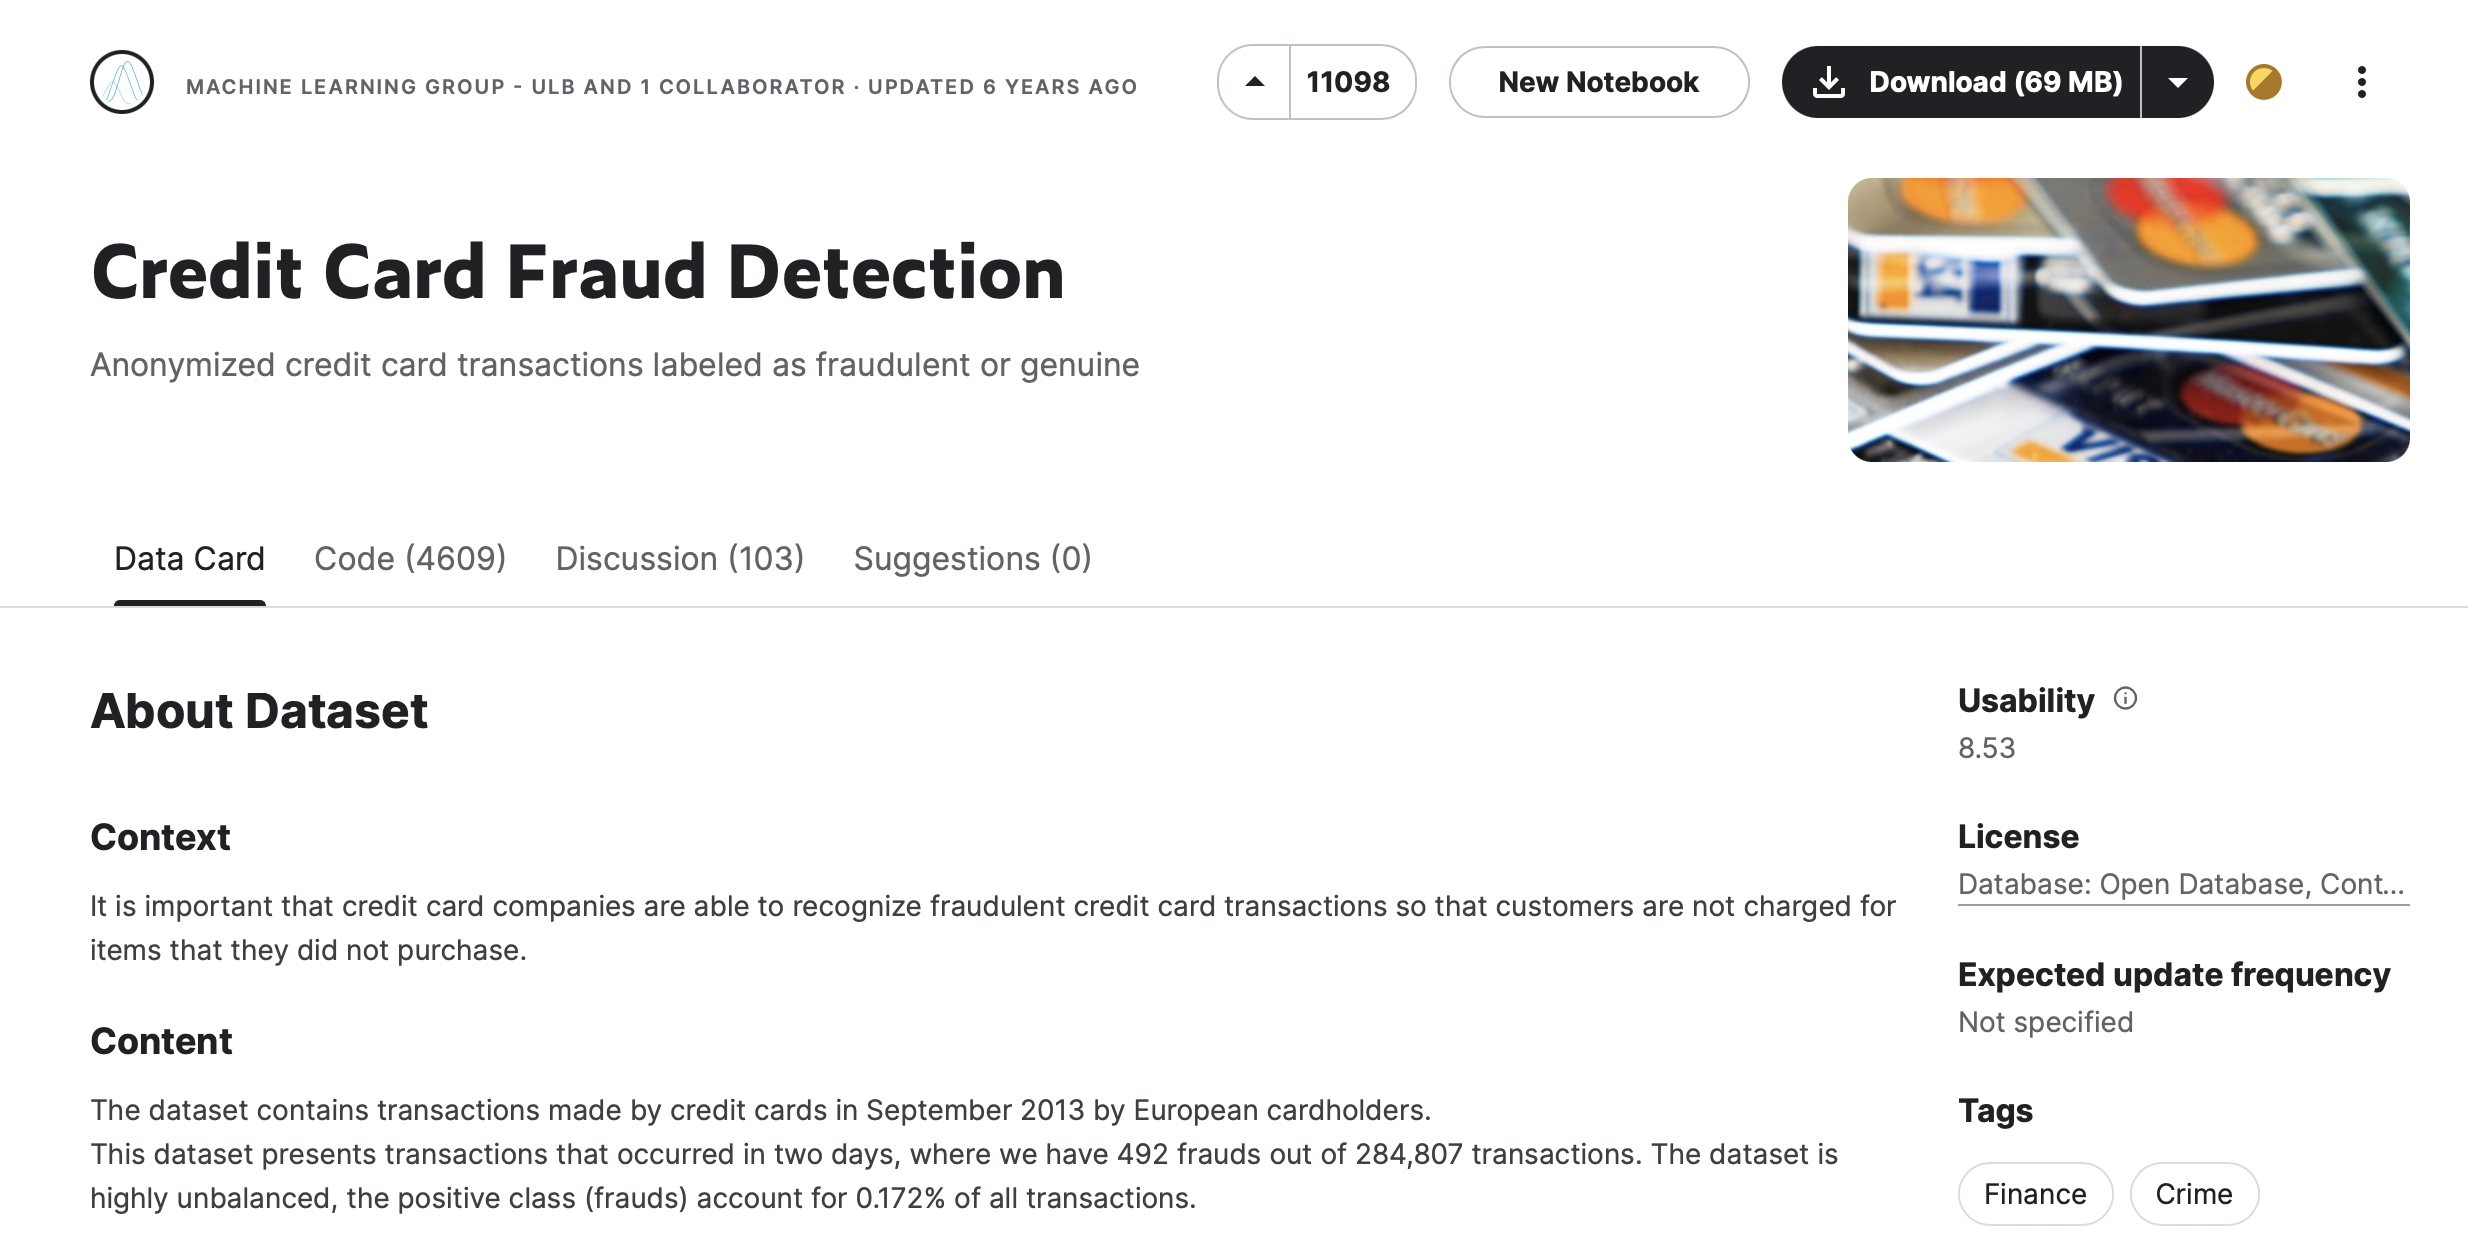 MACHINE LEARNING GROUP - ULB AND 1 COLLABORATOR · UPDATED 6 YEARS AGO
11098
New Notebook
Download (69 MB)
Credit Card Fraud Detection
Anonymized credit card transactions labeled as fraudulent or genuine
VISA
MasterCard
VIS
Data Card
Code (4609)
Discussion (103)
Suggestions (0)
About Dataset
Usability
8.53
Context
License
It is important that credit card companies are able to recognize fraudulent credit card transactions so that customers are not charged for
items that they did not purchase.
Database: Open Database, Cont...
Expected update frequency
Not specified
Content
The dataset contains transactions made by credit cards in September 2013 by European cardholders.
This dataset presents transactions that occurred in two days, where we have 492 frauds out of 284,807 transactions. The dataset is
highly unbalanced, the positive class (frauds) account for 0.172% of all transactions.
Tags
Finance
Crime